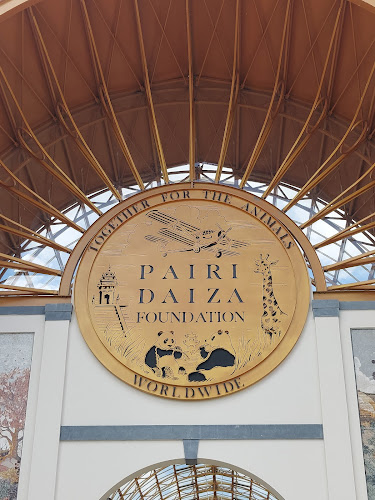 TOGETHER FOR THE ANIMALS
PAIRI
DAIZA
FOUNDATION
WORLDWIDE